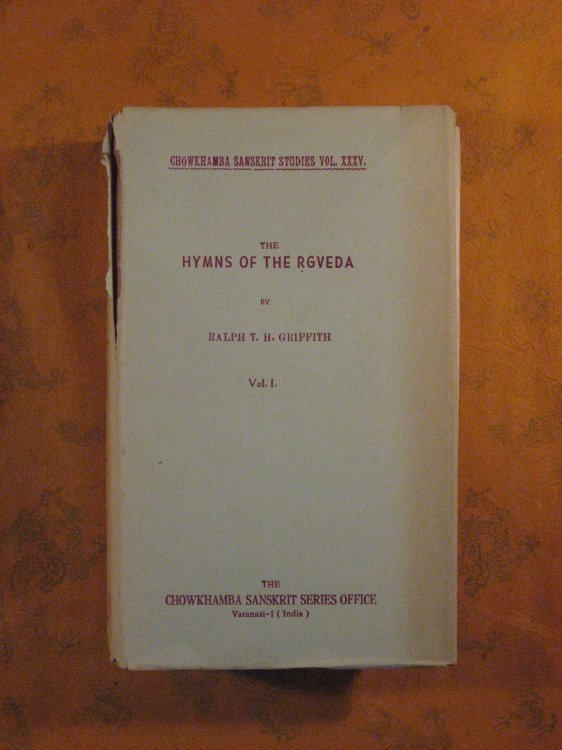 CHOWKHAMBA SANSKRIT STUDIES VOL. XXXV.
THE
HYMNS OF THE ṚGVEDA
BY
RALPH T. H. GRIFFITH
Vol. I.
THE
CHOWKHAMBA SANSKRIT SERIES OFFICE
Varanasi-1 ( India )